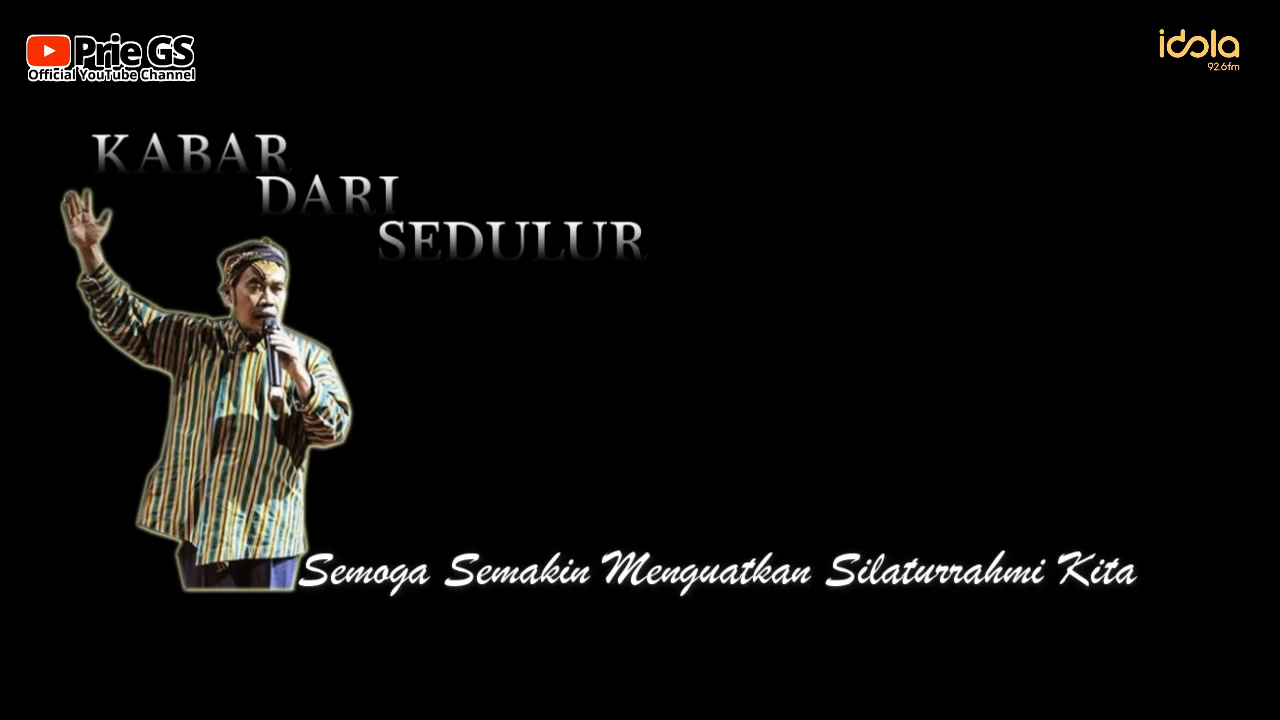 Prie GS
Official YouTube Channel
idola
92.6fm
KABAR
DARI
SEDULUR
Semoga Semakin Menguatkan Silaturrahmi Kita